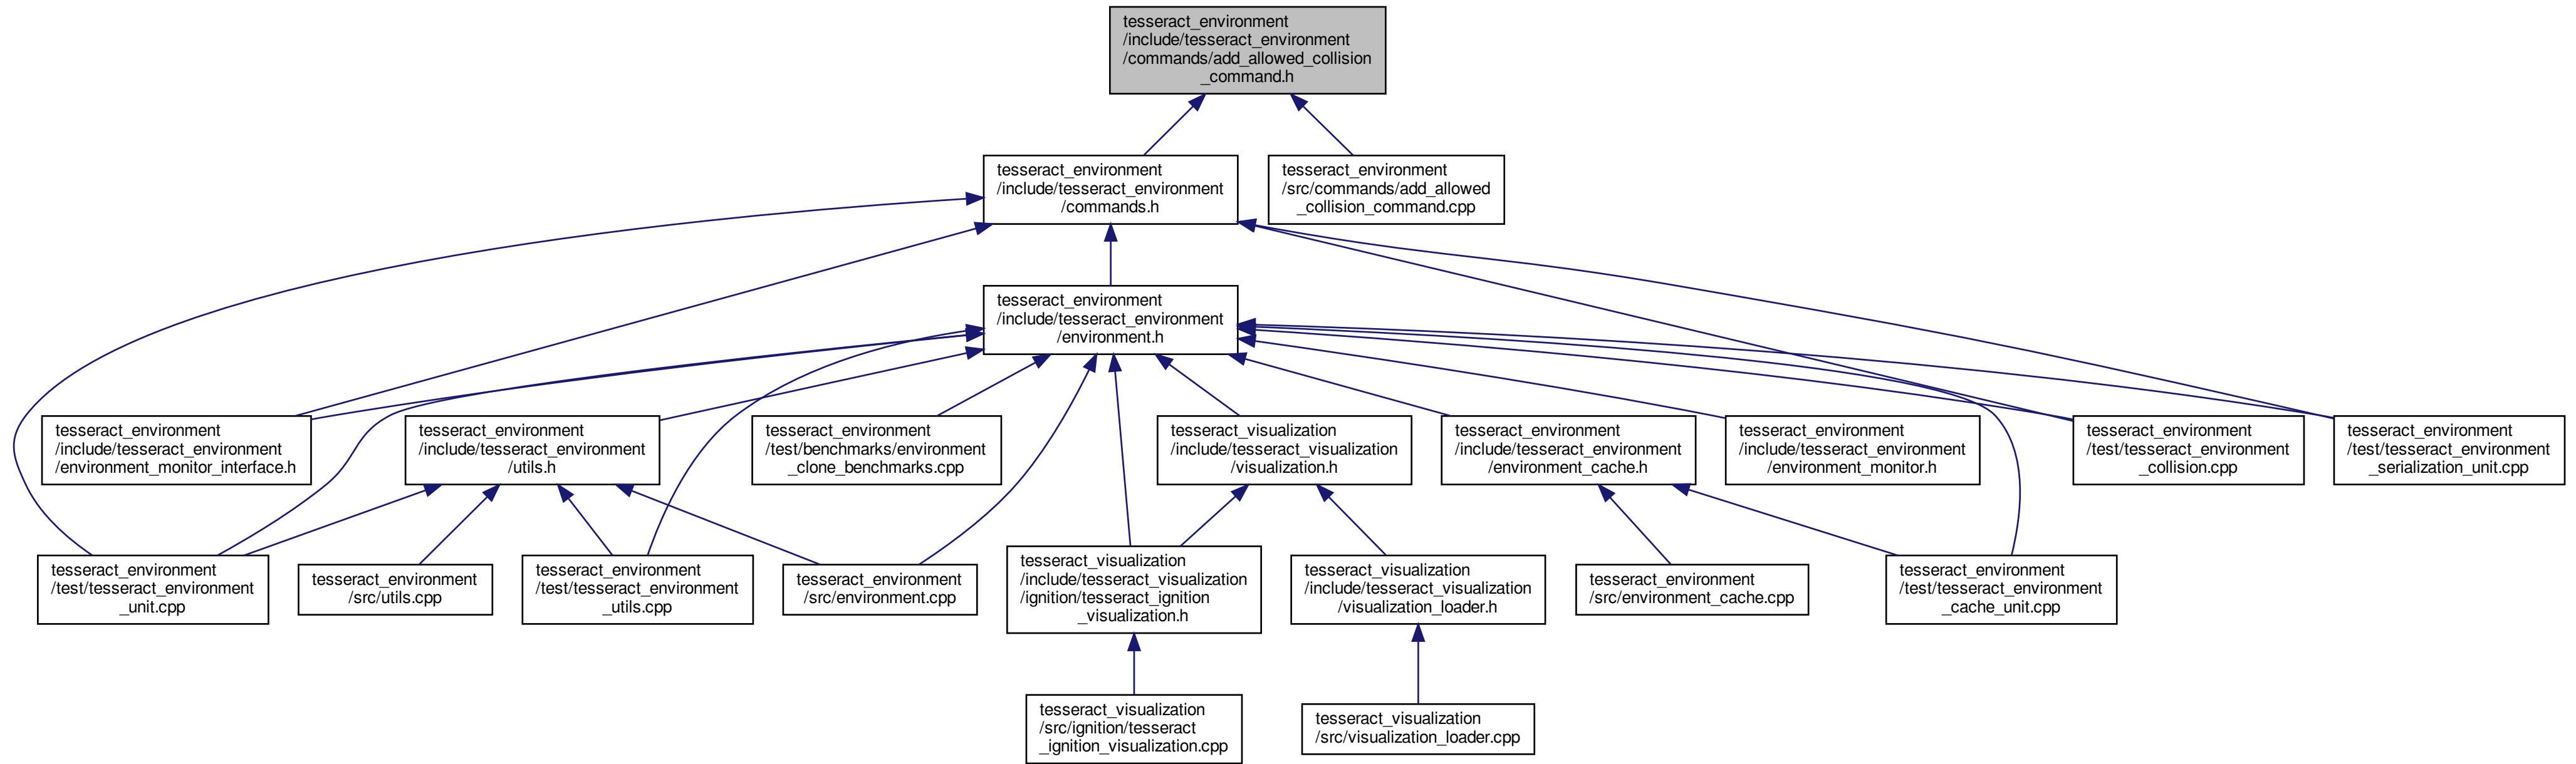 tesseract_environment
/include/tesseract_environment
/commands/add_allowed_collision
_command.h
tesseract_environment
/include/tesseract_environment
/commands.h
tesseract_environment
/src/commands/add_allowed
_collision_command.cpp
tesseract_environment
/include/tesseract_environment
/environment.h
tesseract_environment
/include/tesseract_environment
/environment_monitor_interface.h
tesseract_environment
/include/tesseract_environment
/utils.h
tesseract_environment
/test/benchmarks/environment
_clone_benchmarks.cpp
tesseract_visualization
/include/tesseract_visualization
/visualization.h
tesseract_environment
/include/tesseract_environment
/environment_cache.h
tesseract_environment
/include/tesseract_environment
/environment_monitor.h
tesseract_environment
/test/tesseract_environment
_collision.cpp
tesseract_environment
/test/tesseract_environment
_serialization_unit.cpp
tesseract_environment
/test/tesseract_environment
_unit.cpp
tesseract_environment
/src/utils.cpp
tesseract_environment
/test/tesseract_environment
_utils.cpp
tesseract_environment
/src/environment.cpp
tesseract_visualization
/include/tesseract_visualization
/ignition/tesseract_ignition
_visualization.h
tesseract_visualization
/include/tesseract_visualization
/visualization_loader.h
tesseract_environment
/src/environment_cache.cpp
tesseract_environment
/test/tesseract_environment
_cache_unit.cpp
tesseract_visualization
/src/ignition/tesseract
_ignition_visualization.cpp
tesseract_visualization
/src/visualization_loader.cpp